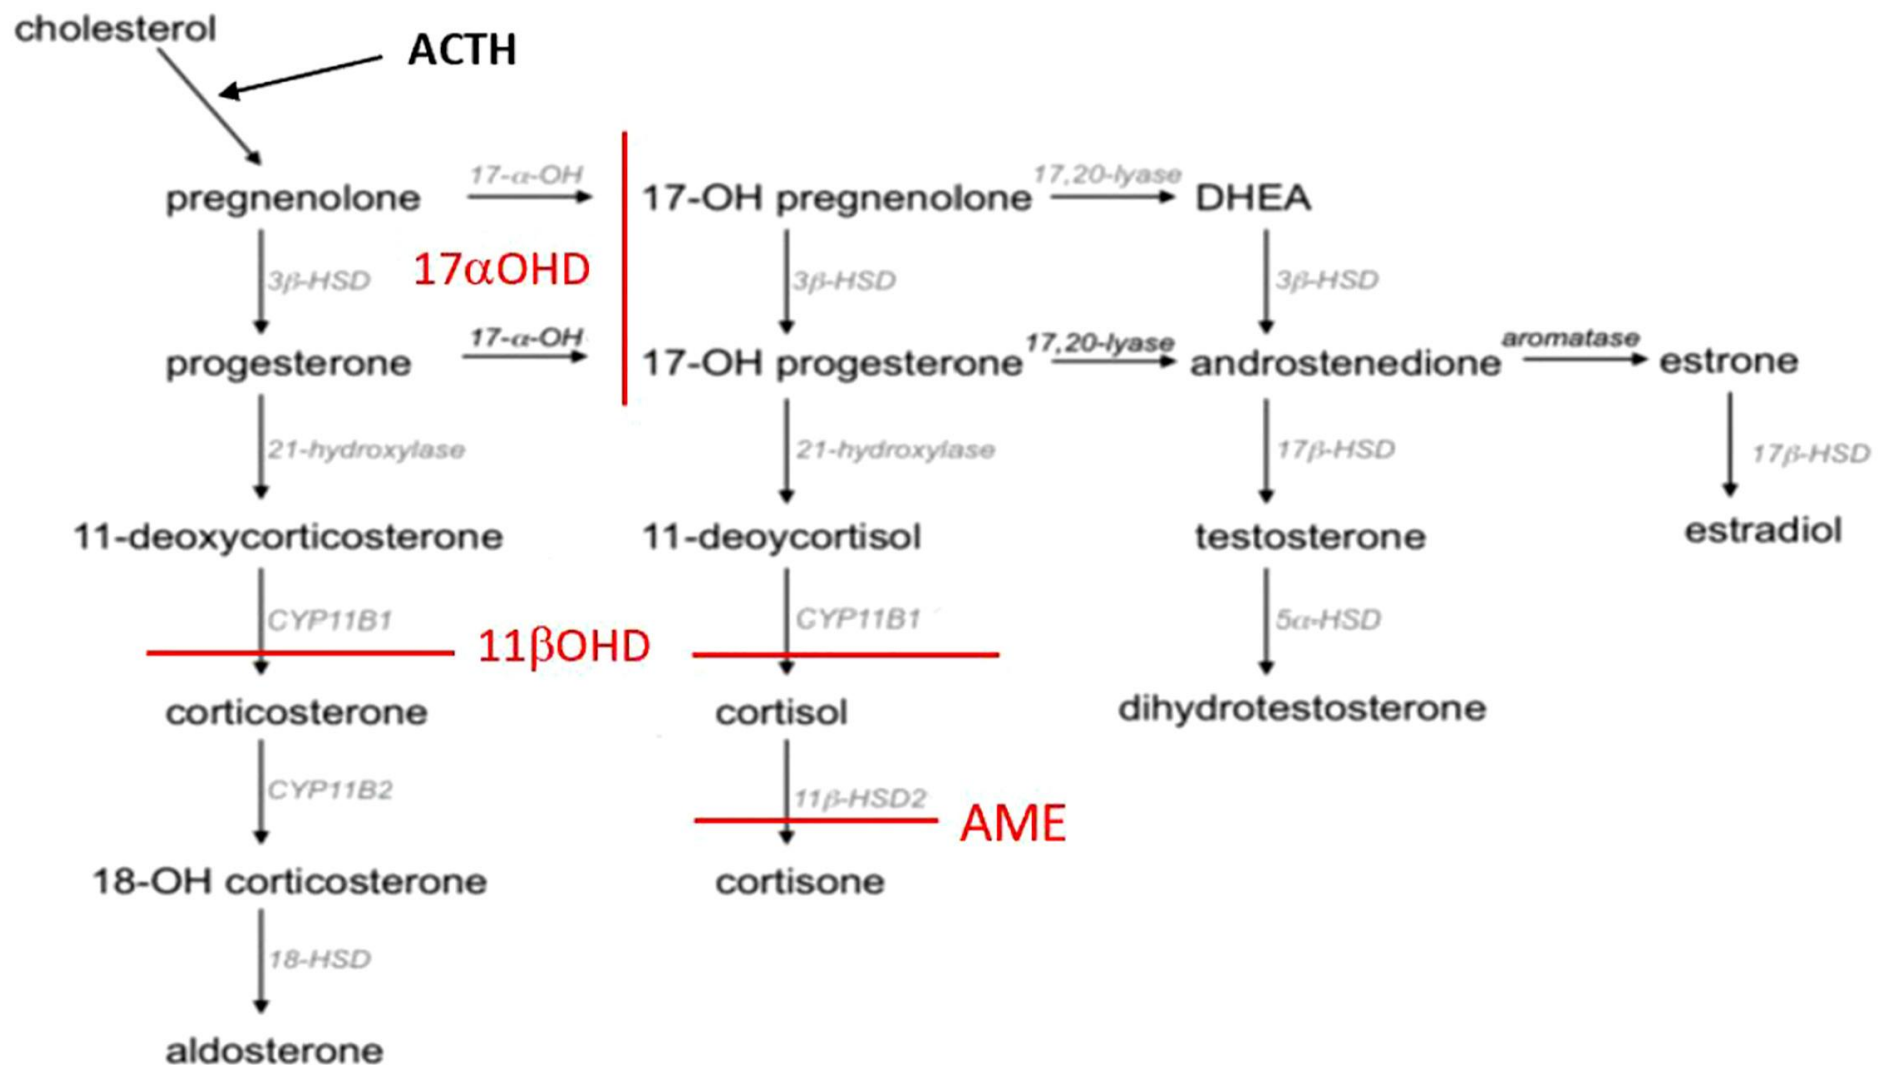 cholesterol
ACTH
17-α-OH
17,20-lyase
pregnenolone
17-OH pregnenolone
DHEA
17αOHD
3β-HSD
3β-HSD
3β-HSD
17-α-OH
17,20-lyase
aromatase
progesterone
17-OH progesterone
androstenedione
estrone
21-hydroxylase
21-hydroxylase
17β-HSD
17β-HSD
11-deoxycorticosterone
11-deoycortisol
testosterone
estradiol
CYP11B1
11βOHD
CYP11B1
5α-HSD
corticosterone
cortisol
dihydrotestosterone
CYP11B2
11β-HSD2
AME
18-OH corticosterone
cortisone
18-HSD
aldosterone